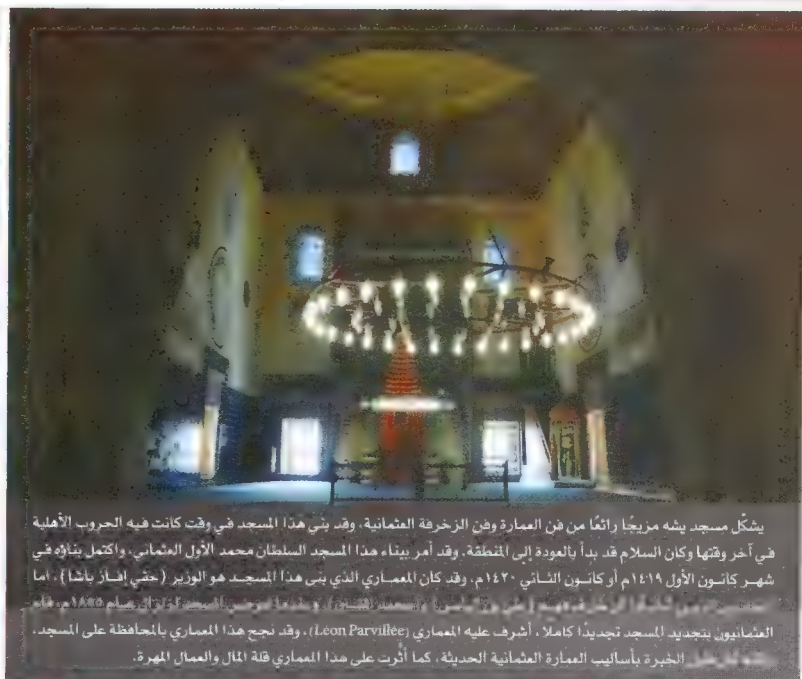 يشكّل مسجد يشه مزيجًا رائعًا من فن العمارة وفن الزخرفة العثمانية، وقد بني هذا المسجد في وقت كانت فيه الحروب الأهلية
في آخر وقتها وكان السلام قد بدأ بالعودة إلى المنطقة، وقد أمر ببناء هذا المسجد السلطان محمد الأول العثماني، واكتمل بناؤه في
شهر كانون الأول ١٤١٩م أو كانون الثاني ١٤٢٠م، وقد كان المعماري الذي بنى هذا المسجد هو الوزير (حقي إفاز باشا)، أما
العثمانيون بتجديد المسجد تجديدًا كاملا، أشرف عليه المعماري (Léon Parvillée)، وقد نجح هذا المعماري بالمحافظة على المسجد،
الخبرة بأساليب العمارة العثمانية الحديثة، كما أثّرت على هذا المعماري قلة المال والعمال المهرة.